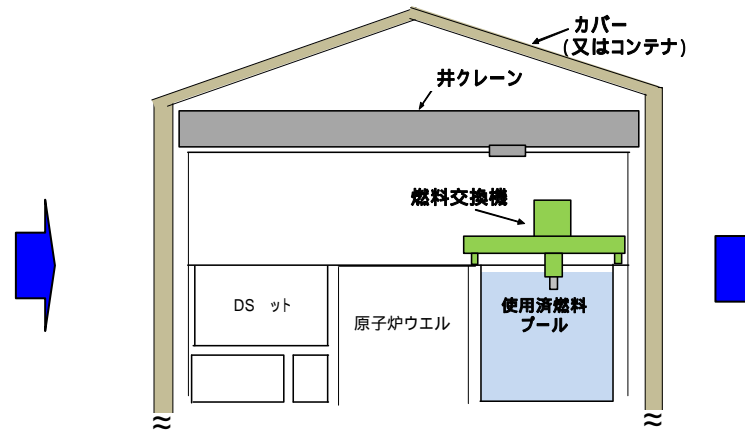 カバー
(又はコンテナ)
井クレーン
燃料交換機
DS ット
原子炉ウエル
使用済燃料
プール
≈ ≈